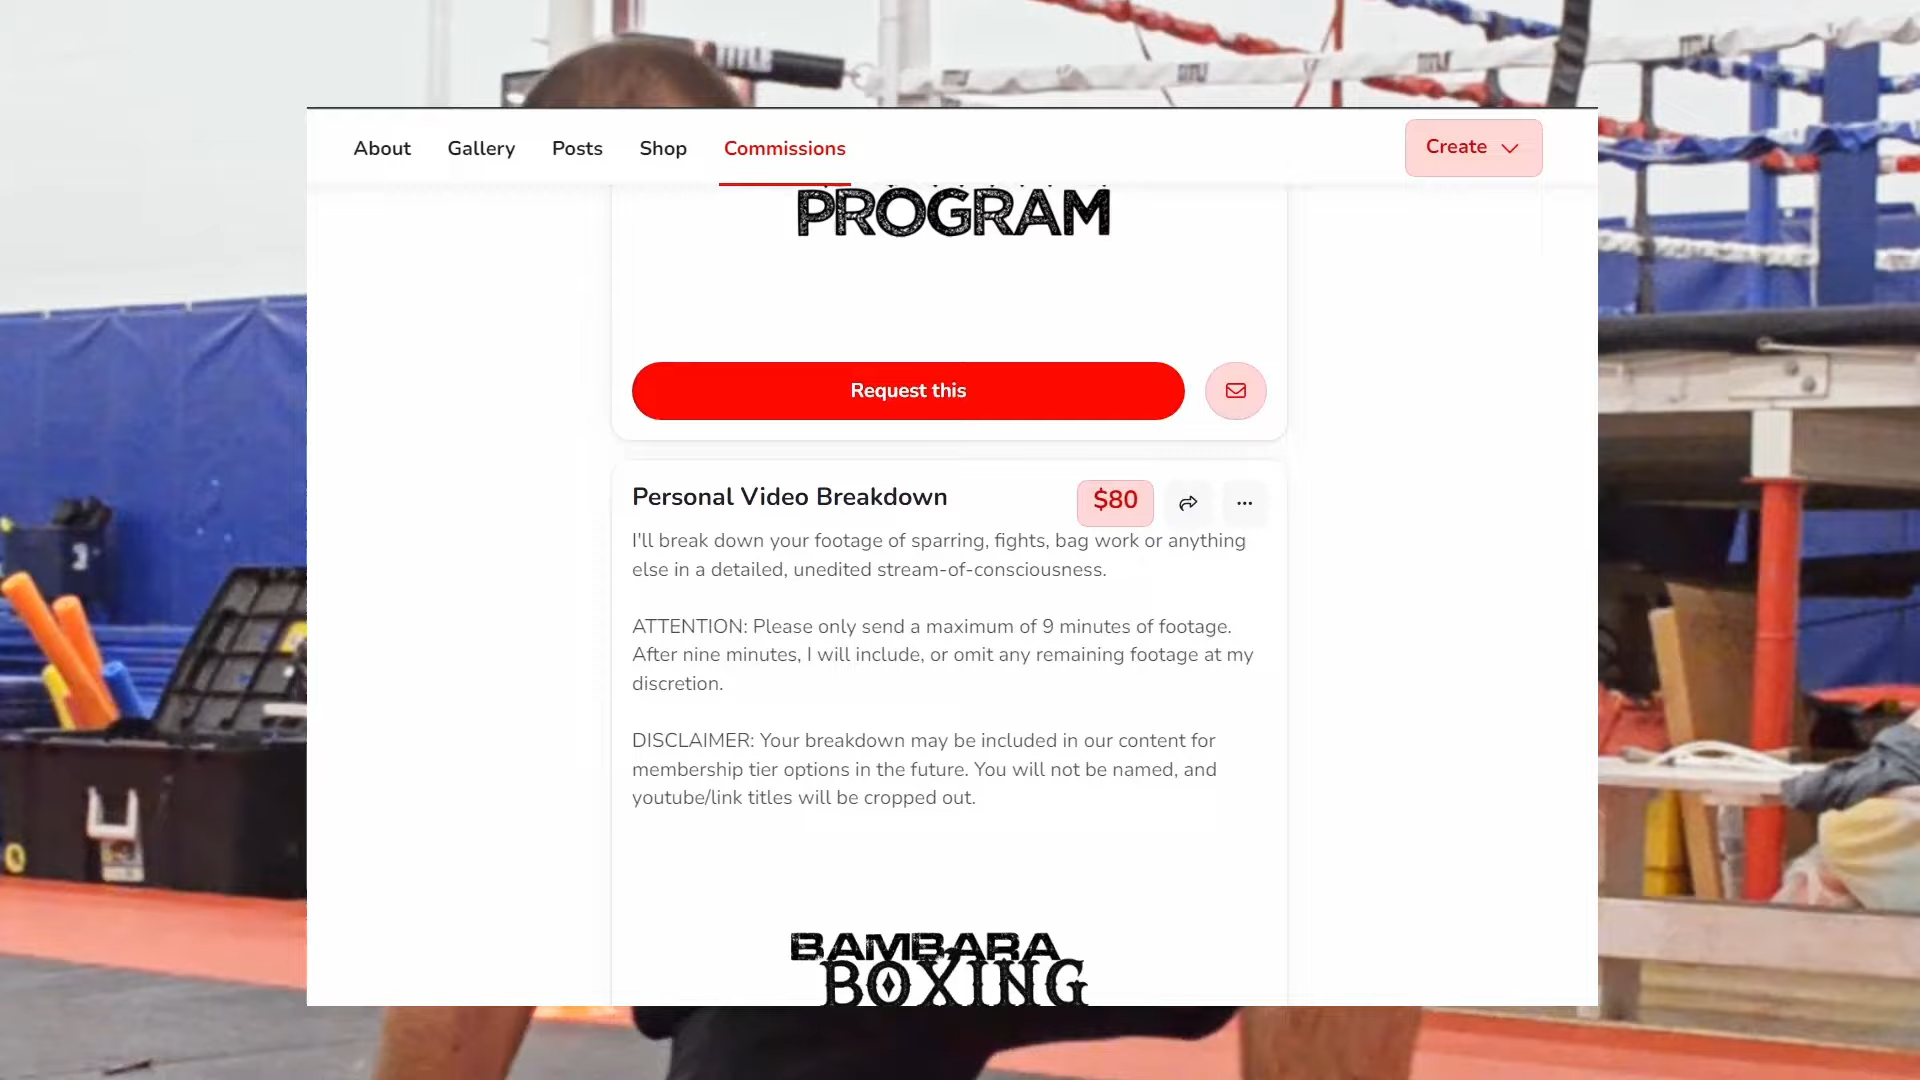 About Gallery Posts Shop Commissions Create
PROGRAM
Request this
Personal Video Breakdown $80
I'll break down your footage of sparring, fights, bag work or anything
else in a detailed, unedited stream-of-consciousness.
ATTENTION: Please only send a maximum of 9 minutes of footage.
After nine minutes, I will include, or omit any remaining footage at my
discretion.
DISCLAIMER: Your breakdown may be included in our content for
membership tier options in the future. You will not be named, and
youtube/link titles will be cropped out.
BAMBARA
BOXING